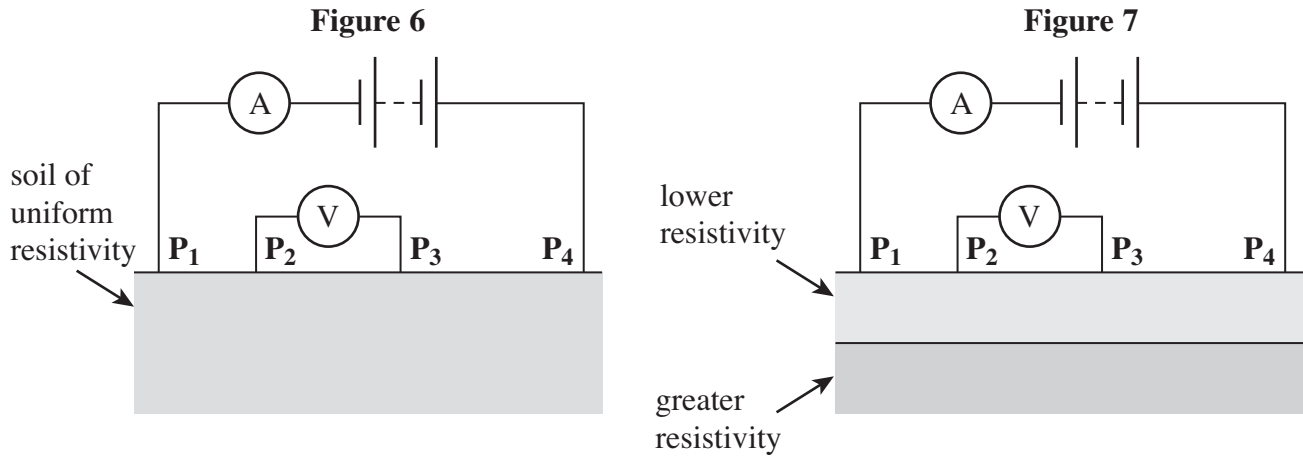 Figure 6
A
V
soil of
uniform
resistivity
P1
P2
P3
P4
Figure 7
A
V
lower
resistivity
P1
P2
P3
P4
greater
resistivity